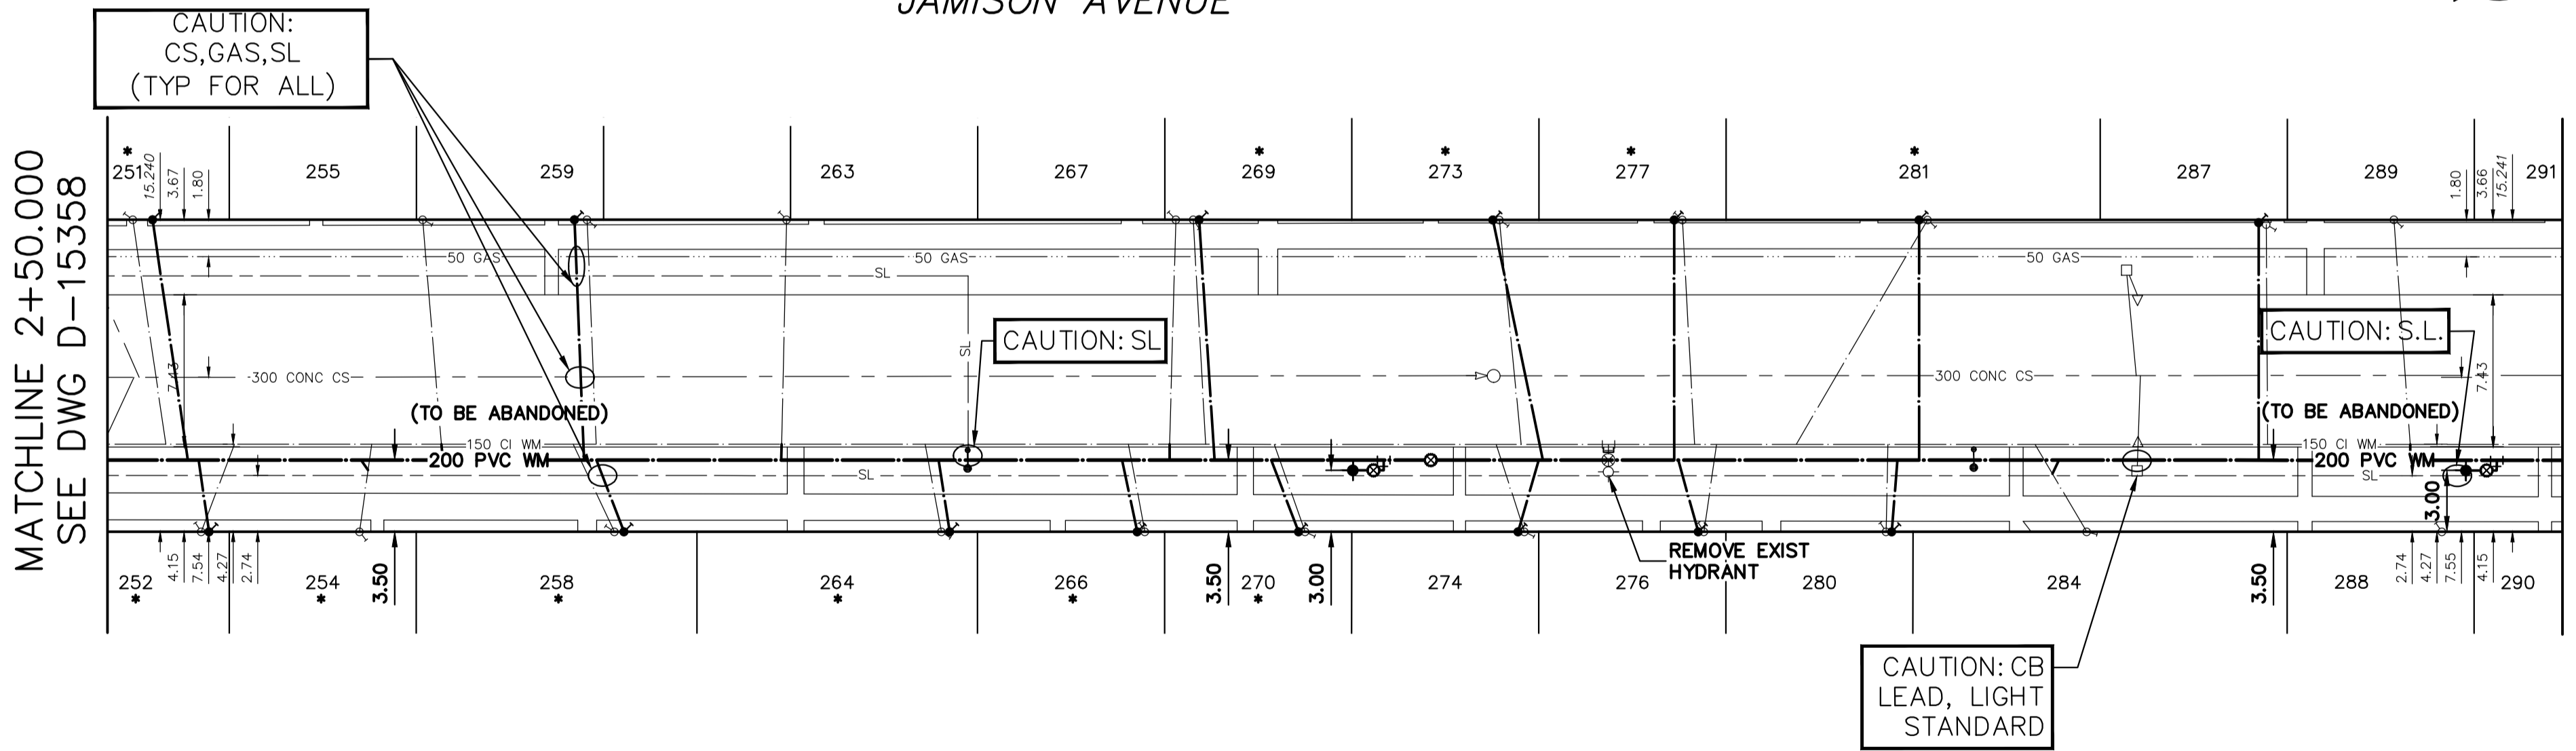 JAMISON AVENUE
CAUTION:
CS,GAS,SL
(TYP FOR ALL)
MATCHLINE 2+50.000
SEE DWG D-153358
* * * * *
251 255 259 263 267 269 273 277 281 287 289 291
15.240 3.67 1.80
1.80 3.66 15.241
50 GAS 50 GAS 50 GAS
SL
SL
CAUTION: SL
CAUTION: S.L.
7.43
7.43
300 CONC CS 300 CONC CS
(TO BE ABANDONED) (TO BE ABANDONED)
150 CI WM 150 CI WM
200 PVC WM 200 PVC WM
SL SL
3.00
4.15 7.54 4.27 2.74
3.50
3.50
3.00
REMOVE EXIST
HYDRANT
3.50
2.74 4.27 7.55 4.15
252 254 258 264 266 270 274 276 280 284 288 290
* * * * * *
CAUTION: CB
LEAD, LIGHT
STANDARD